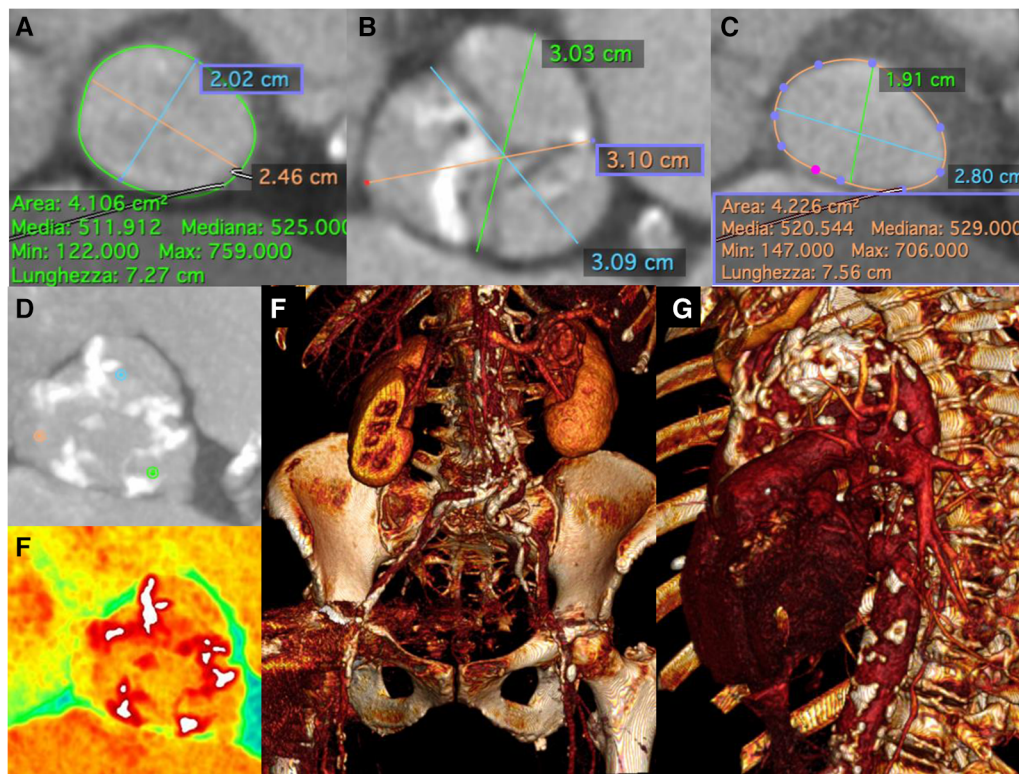 A
2.02 cm
2.46 cm
Area: 4.106 cm²
Media: 511.912 Mediana: 525.000
Min: 122.000 Max: 759.000
Lunghezza: 7.27 cm
B
3.03 cm
3.10 cm
3.09 cm
C
1.91 cm
2.80 cm
Area: 4.226 cm²
Media: 520.544 Mediana: 529.000
Min: 147.000 Max: 706.000
Lunghezza: 7.56 cm
D
F
F
G